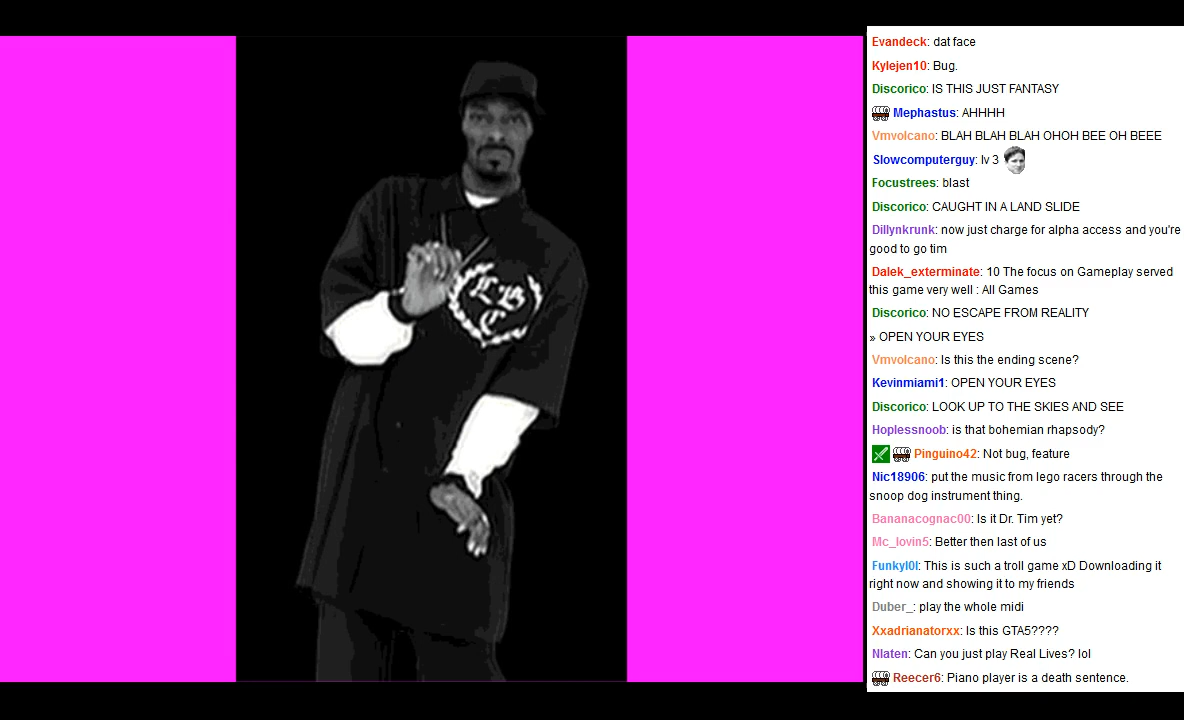 LBC
Evandeck: dat face
Kylejen10: Bug.
Discorico: IS THIS JUST FANTASY
Mephastus: AHHHH
Vmvolcano: BLAH BLAH BLAH OHOH BEE OH BEEE
Slowcomputerguy: lv 3
Focustrees: blast
Discorico: CAUGHT IN A LAND SLIDE
Dillynkrunk: now just charge for alpha access and you're
good to go tim
Dalek_exterminate: 10 The focus on Gameplay served
this game very well : All Games
Discorico: NO ESCAPE FROM REALITY
» OPEN YOUR EYES
Vmvolcano: Is this the ending scene?
Kevinmiami1: OPEN YOUR EYES
Discorico: LOOK UP TO THE SKIES AND SEE
Hoplessnoob: is that bohemian rhapsody?
Pinguino42: Not bug, feature
Nic18906: put the music from lego racers through the
snoop dog instrument thing.
Bananacognac00: Is it Dr. Tim yet?
Mc_lovin5: Better then last of us
Funkyl0l: This is such a troll game xD Downloading it
right now and showing it to my friends
Duber_: play the whole midi
Xxadrianatorxx: Is this GTA5????
Nlaten: Can you just play Real Lives? lol
Reecer6: Piano player is a death sentence.